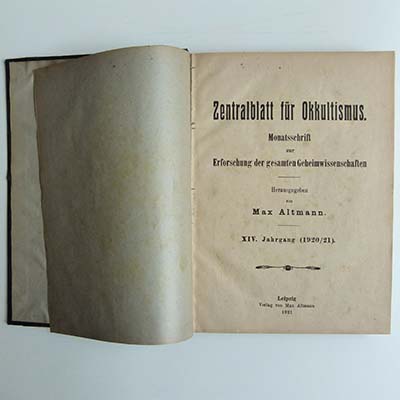 Zentralblatt für Okkultismus.
Monatsschrift
zur
Erforschung der gesamten Geheimwissenschaften
Herausgegeben
von
Max Altmann.
XIV. Jahrgang (1920/21).
Leipzig
Verlag von Max Altmann
1921